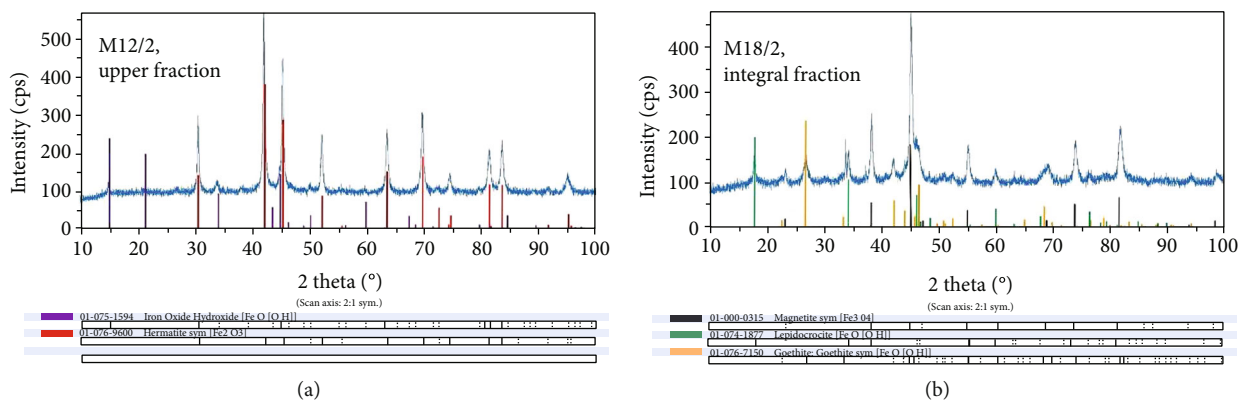 500
400
300
200
100
0
Intensity (cps)
M12/2,
upper fraction
10 20 30 40 50 60 70 80 90 100
2 theta (°)
(Scan axis: 2:1 sym.)
01-075-1594 Iron Oxide Hydroxide [Fe O [O H]]
01-076-9600 Hermatite sym [Fe2 O3]
(a)
400
300
200
100
0
Intensity (cps)
M18/2,
integral fraction
10 20 30 40 50 60 70 80 90 100
2 theta (°)
(Scan axis: 2:1 sym.)
01-000-0315 Magnetite sym [Fe3 04]
01-074-1877 Lepidocrocite [Fe O [O H]]
01-076-7150 Goethite: Goethite sym [Fe O [O H]]
(b)